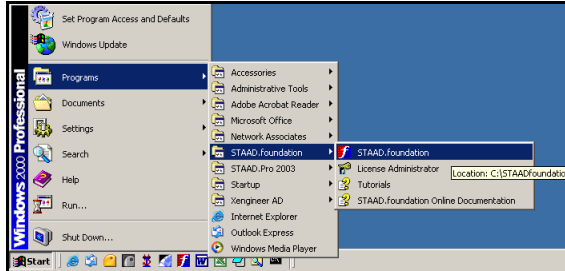 Set Program Access and Defaults
Windows Update
Programs
Documents
Settings
Search
Help
Run...
Shut Down...
Windows 2000 Professional
Accessories
Administrative Tools
Adobe Acrobat Reader
Microsoft Office
Network Associates
STAAD.foundation
STAAD.Pro 2003
Startup
Xengineer AD
Internet Explorer
Outlook Express
Windows Media Player
STAAD.foundation
License Administrator
Tutorials
STAAD.foundation Online Documentation
Location: C:\STAADfoundatio
Start